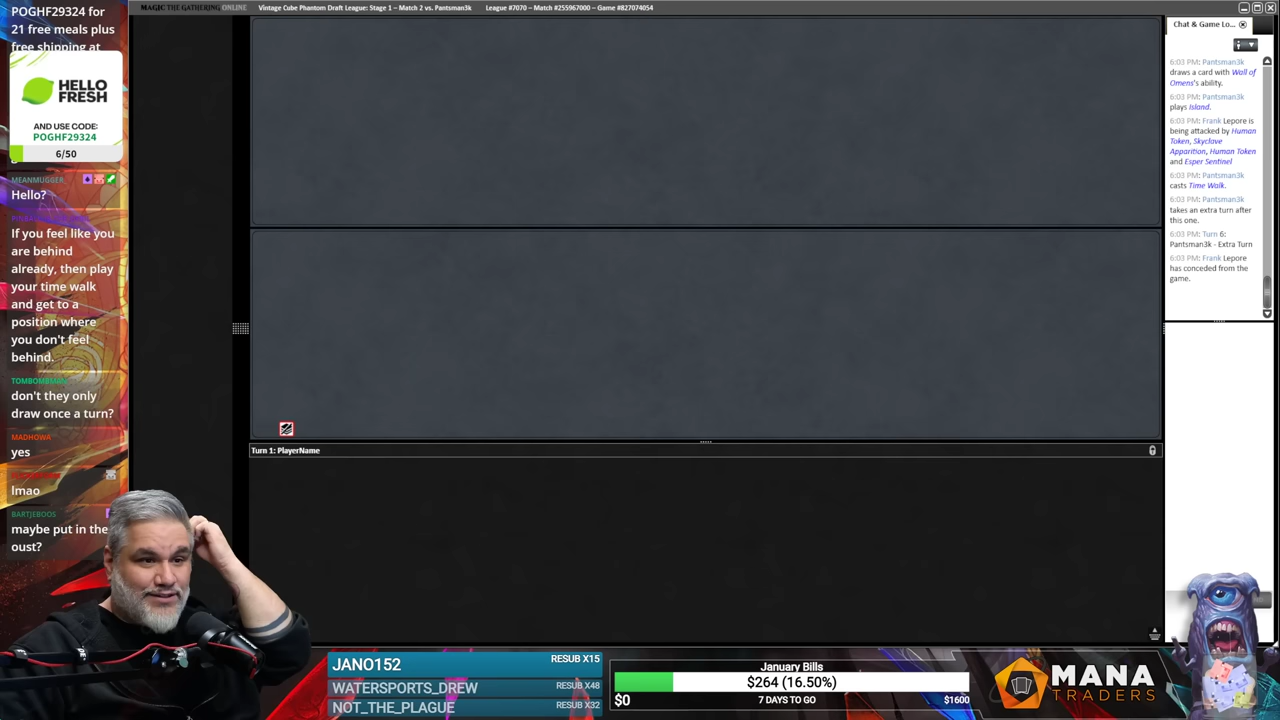 POGHF29324 for
21 free meals plus
free shipping at
HELLO
FRESH
AND USE CODE:
POGHF29324
6/50
MEANMUGGER_
Hello?
If you feel like you
are behind
already, then play
your time walk
and get to a
position where
you don't feel
behind.
TOMBOMBMAN
don't they only
draw once a turn?
MADHOWA
yes
lmao
BARTJEBOOS
maybe put in the
oust?
MAGIC THE GATHERING ONLINE
Vintage Cube Phantom Draft League: Stage 1 – Match 2 vs. Pantsman3k
League #7070 – Match #255967000 – Game #827074054
Turn 1: PlayerName
Chat & Game Lo...
6:03 PM: Pantsman3k
draws a card with Wall of
Omens's ability.
6:03 PM: Pantsman3k
plays Island.
6:03 PM: Frank Lepore is
being attacked by Human
Token, Skyclave
Apparition, Human Token
and Esper Sentinel
6:03 PM: Pantsman3k
casts Time Walk.
6:03 PM: Pantsman3k
takes an extra turn after
this one.
6:03 PM: Turn 6:
Pantsman3k - Extra Turn
6:03 PM: Frank Lepore
has conceded from the
game.
JANO152
RESUB X15
WATERSPORTS_DREW
RESUB X48
NOT_THE_PLAGUE
RESUB X32
January Bills
$264 (16.50%)
$0
7 DAYS TO GO
$1600
MANA
TRADERS